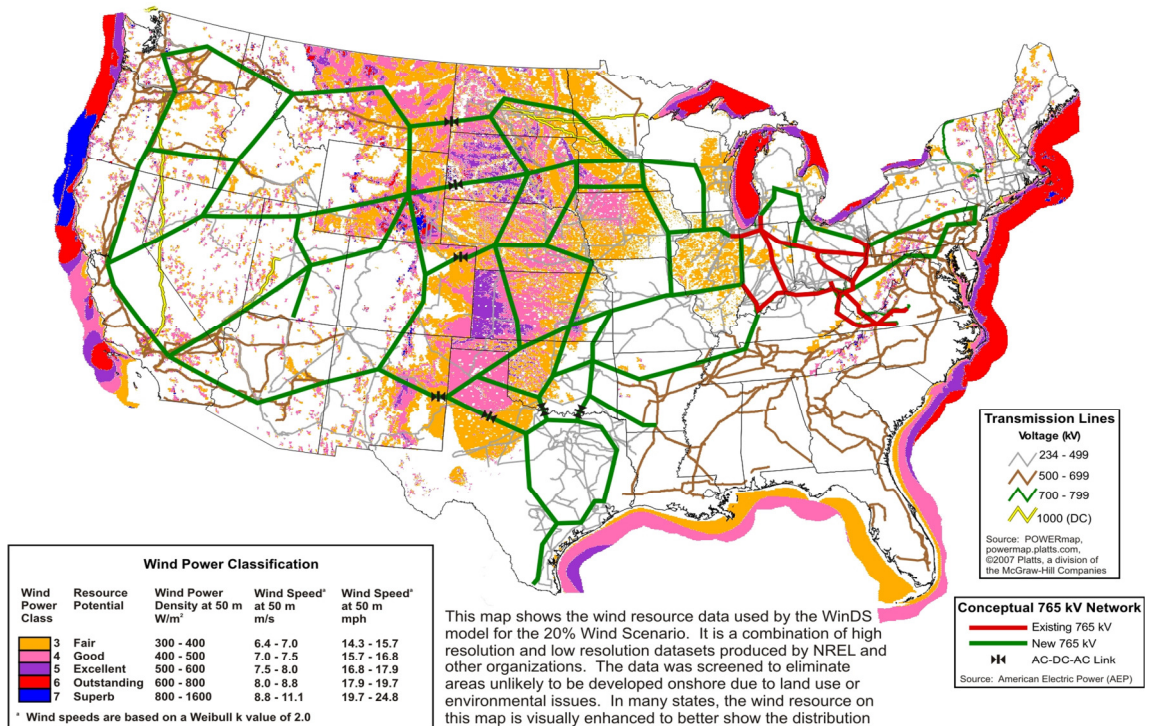 Transmission Lines
Voltage (kV)
234 - 499
500 - 699
700 - 799
1000 (DC)
Source: POWERmap,
powermap.platts.com,
©2007 Platts, a division of
the McGraw-Hill Companies
Wind Power Classification
Wind Power Class Resource Potential Wind Power Density at 50 m W/m² Wind Speedª at 50 m m/s Wind Speedª at 50 m mph
3 Fair 300 - 400 6.4 - 7.0 14.3 - 15.7
4 Good 400 - 500 7.0 - 7.5 15.7 - 16.8
5 Excellent 500 - 600 7.5 - 8.0 16.8 - 17.9
6 Outstanding 600 - 800 8.0 - 8.8 17.9 - 19.7
7 Superb 800 - 1600 8.8 - 11.1 19.7 - 24.8
ª Wind speeds are based on a Weibull k value of 2.0
This map shows the wind resource data used by the WinDS
model for the 20% Wind Scenario. It is a combination of high
resolution and low resolution datasets produced by NREL and
other organizations. The data was screened to eliminate
areas unlikely to be developed onshore due to land use or
environmental issues. In many states, the wind resource on
this map is visually enhanced to better show the distribution
Conceptual 765 kV Network
Existing 765 kV
New 765 kV
AC-DC-AC Link
Source: American Electric Power (AEP)